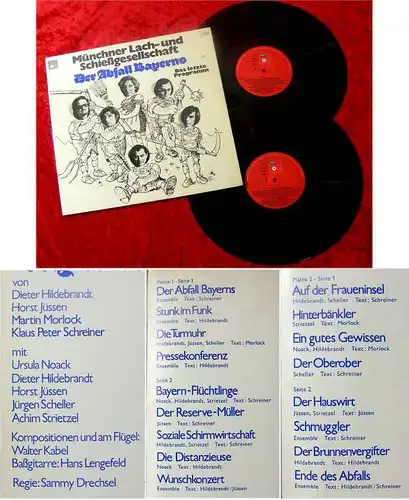 Münchner Lach- und
Schießgesellschaft
Der Abfall Bayerns
Das letzte
Programm
von
Dieter Hildebrandt
Horst Jüssen
Martin Morlock
Klaus Peter Schreiner
mit
Ursula Noack
Dieter Hildebrandt
Horst Jüssen
Jürgen Scheller
Achim Strietzel
Kompositionen und am Flügel:
Walter Kabel
Baßgitarre: Hans Lengefeld
Regie: Sammy Drechsel
Platte 1 - Seite 1
Der Abfall Bayerns
Ensemble Text: Schreiner
Stunk im Funk
Ensemble Text: Hildebrandt
Die Turmuhr
Hildebrandt, Jüssen, Scheller Text: Morlock
Pressekonferenz
Ensemble Text: Hildebrandt
Seite 2
Bayern-Flüchtlinge
Noack, Hildebrandt, Strietzel Text: Schreiner
Der Reserve-Müller
Jüssen Text: Schreiner
Soziale Schirmwirtschaft
Hildebrandt, Strietzel Text: Schreiner
Die Distanzieuse
Noack Text: Hildebrandt
Wunschkonzert
Ensemble Text: Hildebrandt/Jüssen
Platte 2 - Seite 1
Auf der Fraueninsel
Hildebrandt, Scheller Text: Schreiner
Hinterbänkler
Strietzel Text: Morlock
Ein gutes Gewissen
Noack, Hildebrandt Text: Morlock
Der Oberober
Scheller Text: Schreiner
Seite 2
Der Hauswirt
Jüssen, Strietzel Text: Jüssen
Schmuggler
Ensemble Text: Schreiner
Der Brunnenvergifter
Hildebrandt Text: Hildebrandt
Ende des Abfalls
Ensemble Text: Hildebrandt/Schreiner